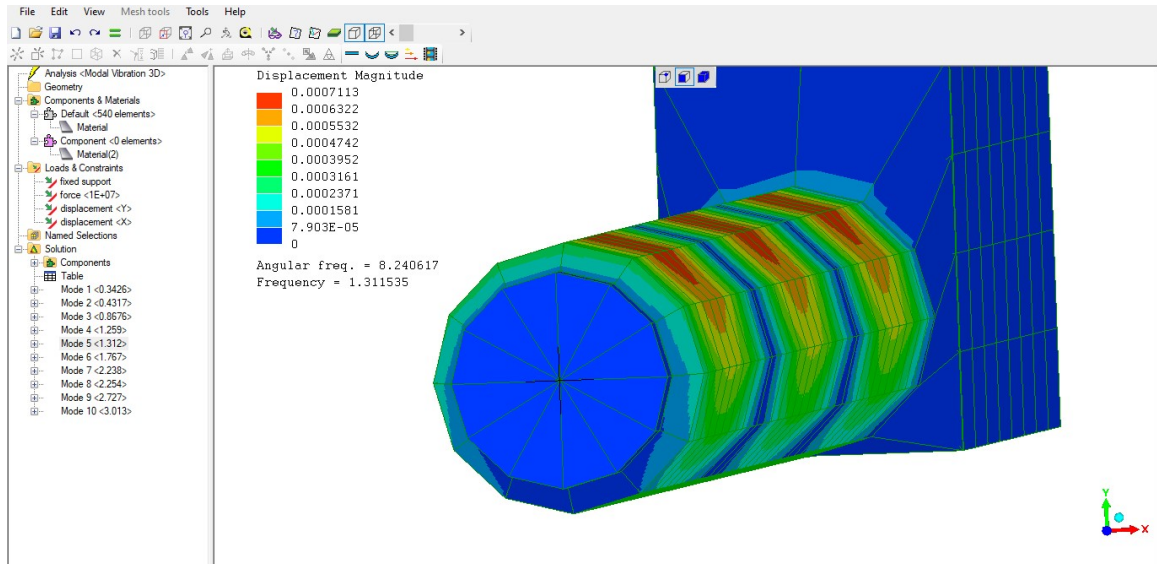 File Edit View Mesh tools Tools Help
Analysis <Modal Vibration 3D>
Geometry
Components & Materials
Default <540 elements>
Material
Component <0 elements>
Material(2)
Loads & Constraints
fixed support
force <1E+07>
displacement <Y>
displacement <X>
Named Selections
Solution
Components
Table
Mode 1 <0.3426>
Mode 2 <0.4317>
Mode 3 <0.8676>
Mode 4 <1.259>
Mode 5 <1.312>
Mode 6 <1.767>
Mode 7 <2.238>
Mode 8 <2.254>
Mode 9 <2.727>
Mode 10 <3.013>
Displacement Magnitude
0.0007113
0.0006322
0.0005532
0.0004742
0.0003952
0.0003161
0.0002371
0.0001581
7.903E-05
0
Angular freq. = 8.240617
Frequency = 1.311535
Y
X